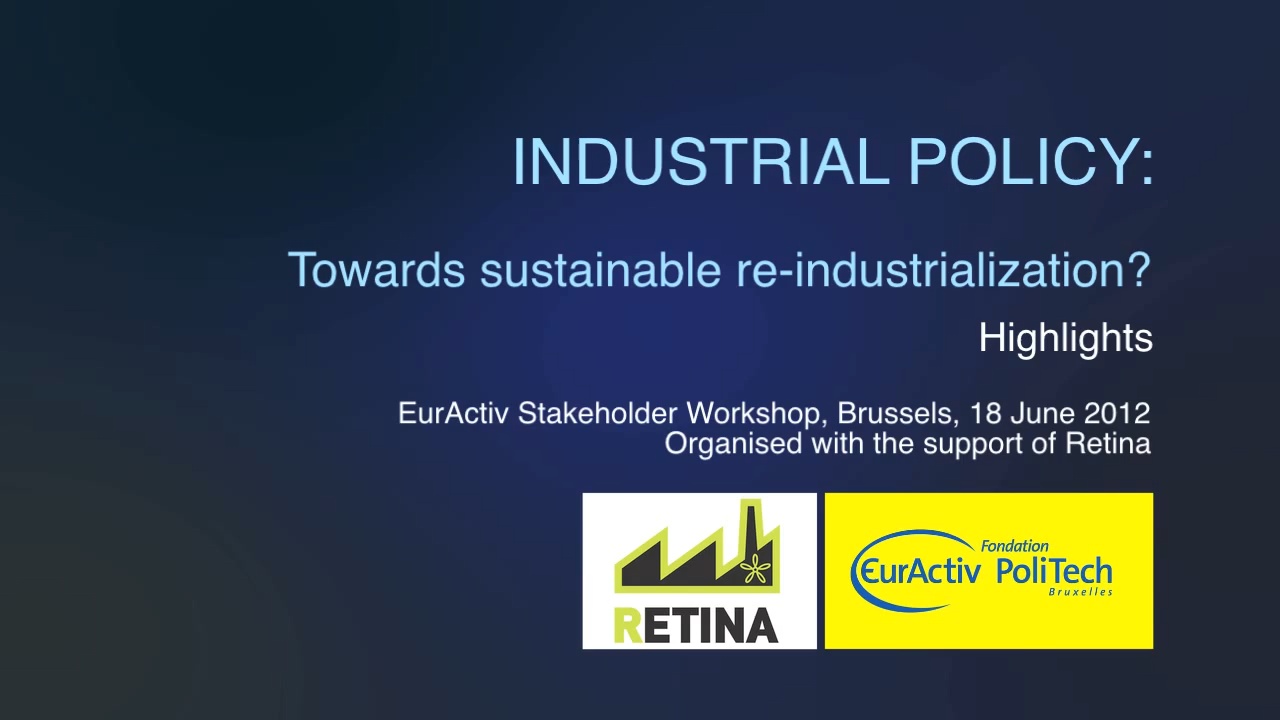 INDUSTRIAL POLICY:
Towards sustainable re-industrialization?
Highlights
EurActiv Stakeholder Workshop, Brussels, 18 June 2012
Organised with the support of Retina
RETINA
Fondation
EurActiv PoliTech
Bruxelles